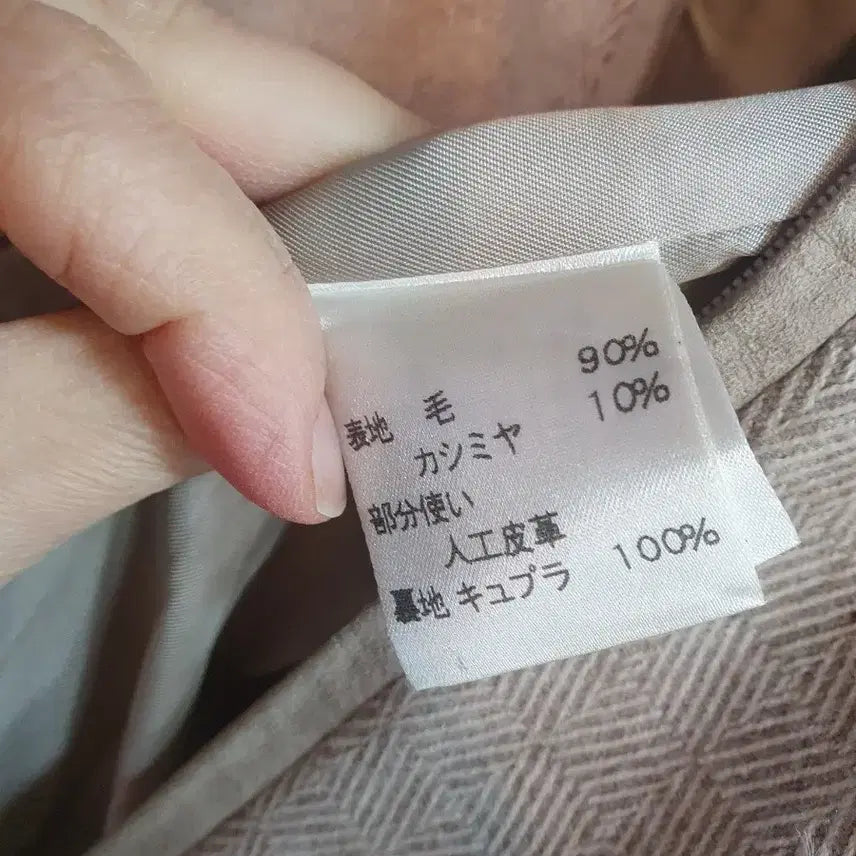 表地 毛 90%
カシミヤ 10%
部分使い
人工皮革
裏地 キュプラ 100%